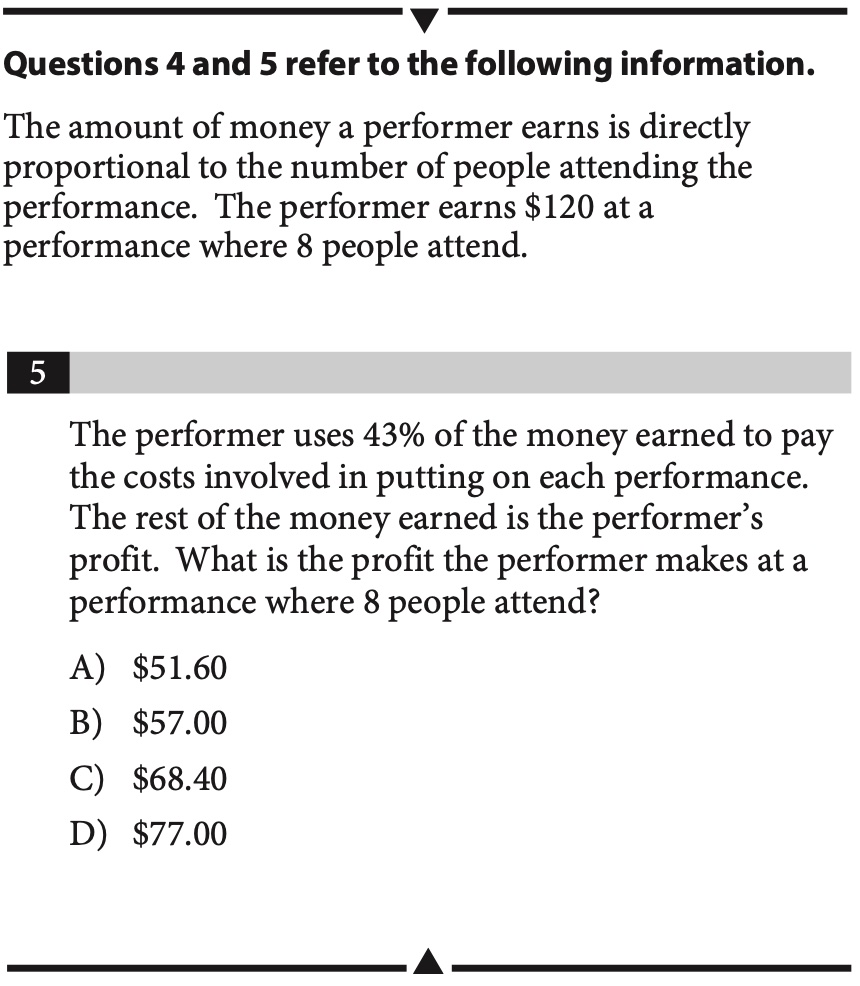 Questions 4 and 5 refer to the following information.
The amount of money a performer earns is directly
proportional to the number of people attending the
performance.  The performer earns $120 at a
performance where 8 people attend.
5
The performer uses 43% of the money earned to pay
the costs involved in putting on each performance.
The rest of the money earned is the performer’s
profit.  What is the profit the performer makes at a
performance where 8 people attend?
A) $51.60
B) $57.00
C) $68.40
D) $77.00